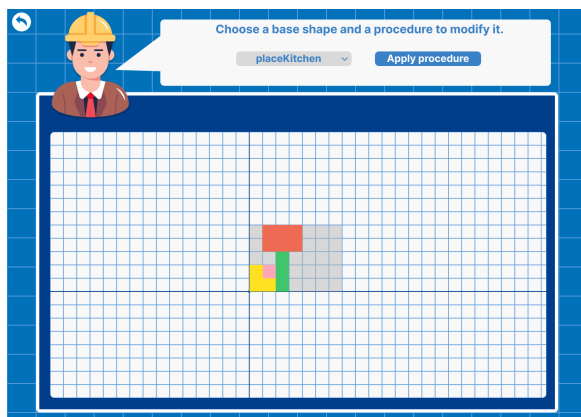 Choose a base shape and a procedure to modify it.
placeKitchen
Apply procedure